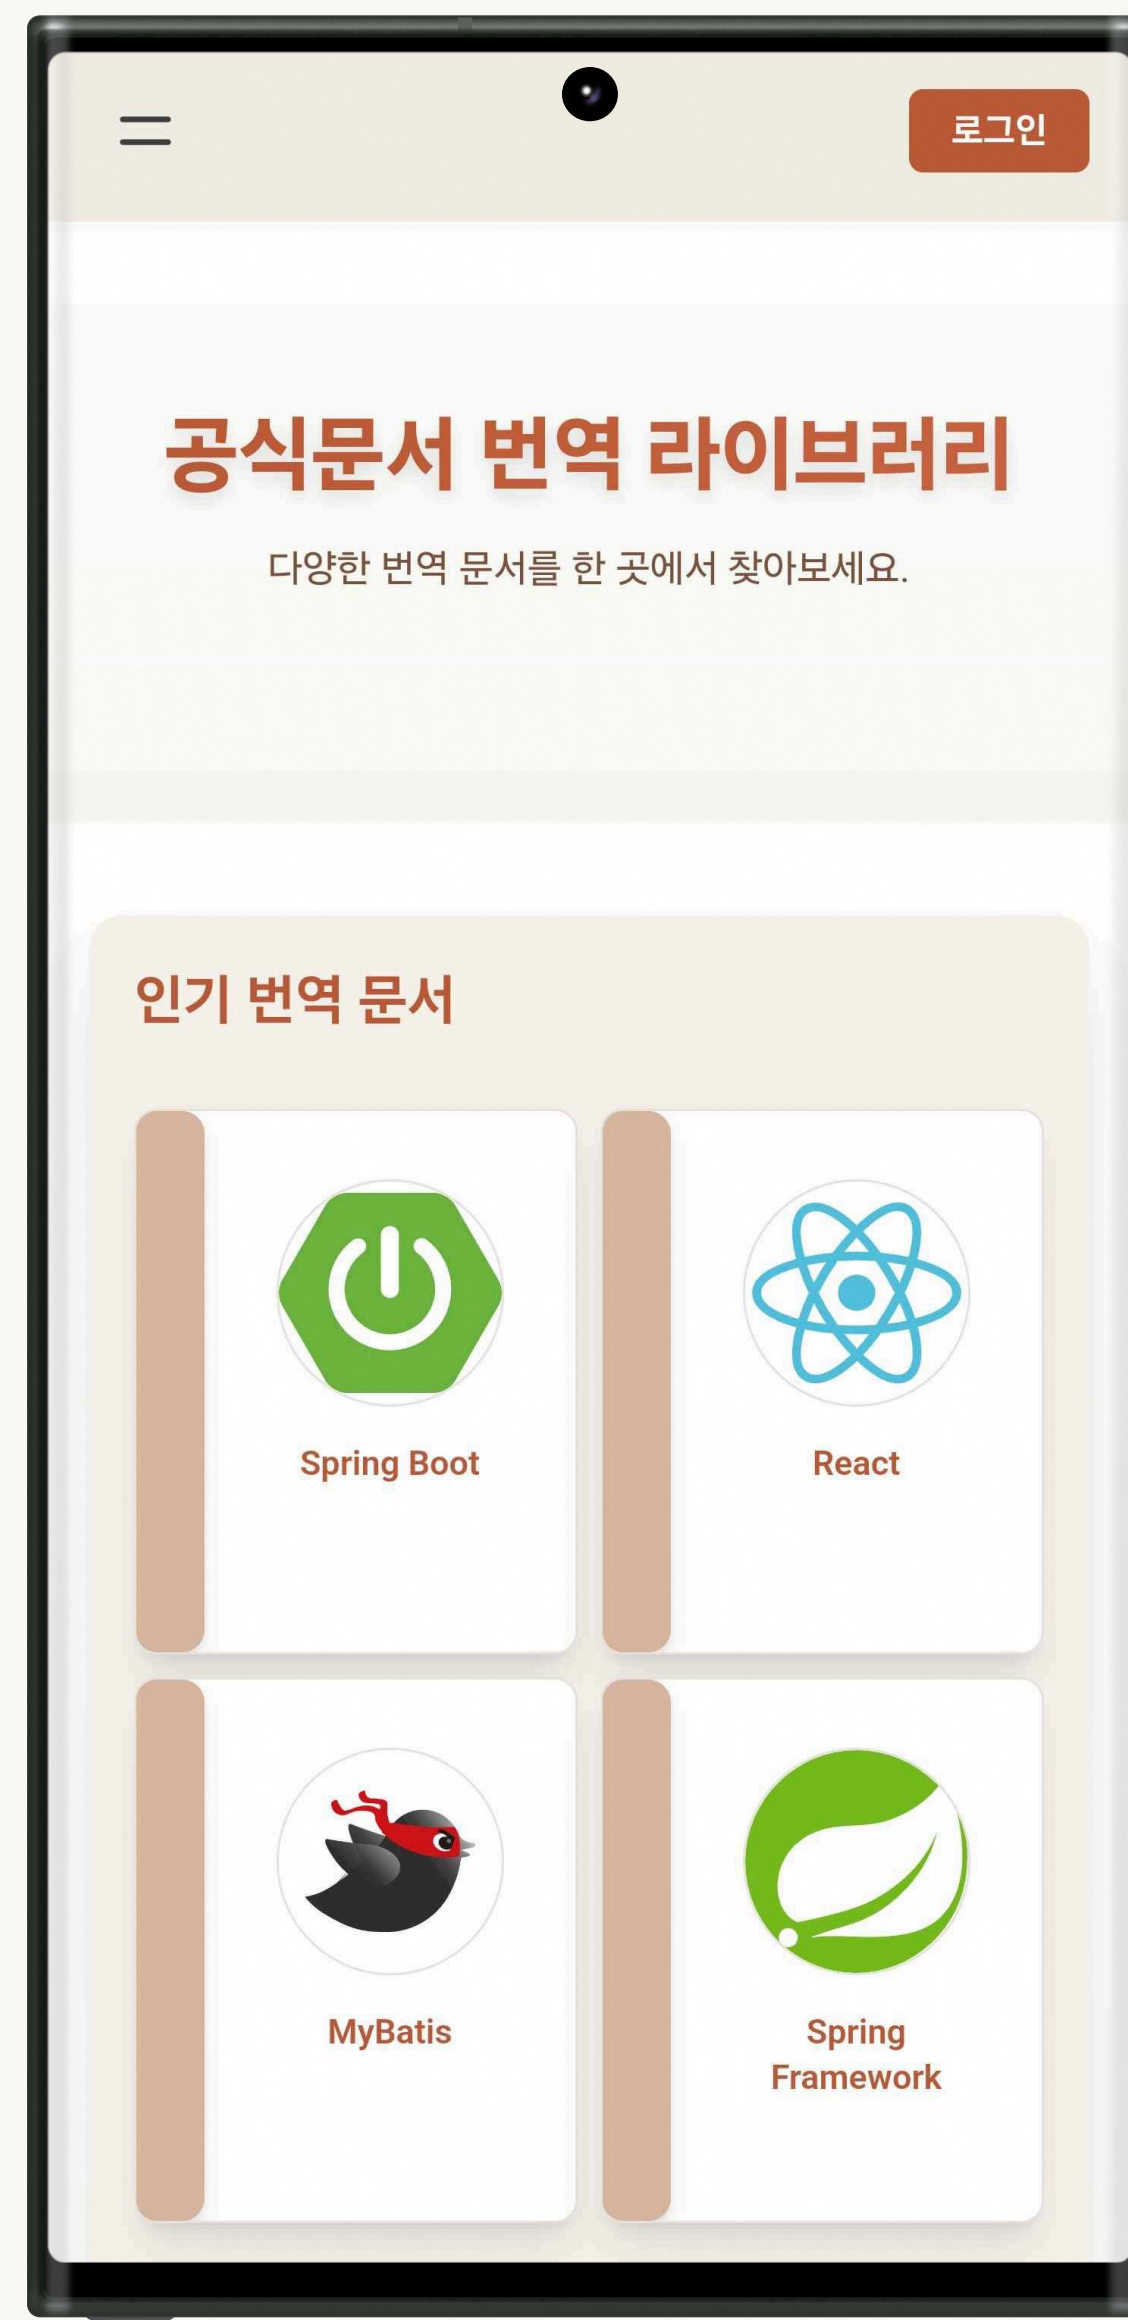 로그인
공식문서 번역 라이브러리
다양한 번역 문서를 한 곳에서 찾아보세요.
인기 번역 문서
Spring Boot
React
MyBatis
Spring
Framework